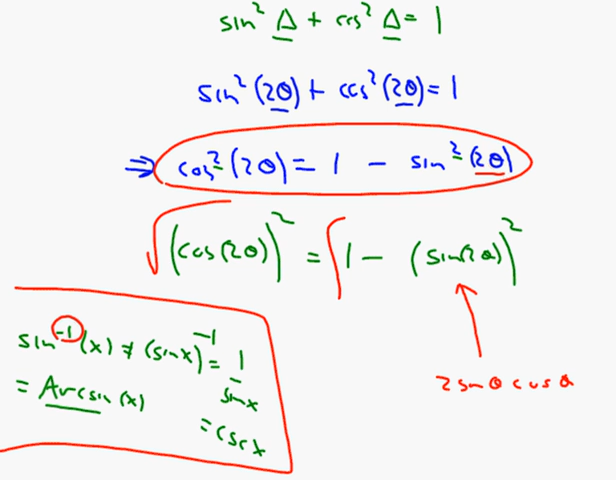 sin² Δ + cos² Δ = 1
sin² (2θ) + cos² (2θ) = 1
⇒ cos² (2θ) = 1 - sin² (2θ)
√(cos(2θ))² = √1 - (sin(2θ))²
2 sin θ cos θ
sin⁻¹(x) ≠ (sin x)⁻¹ = 1
sin x
= Arcsin (x)
= csc x